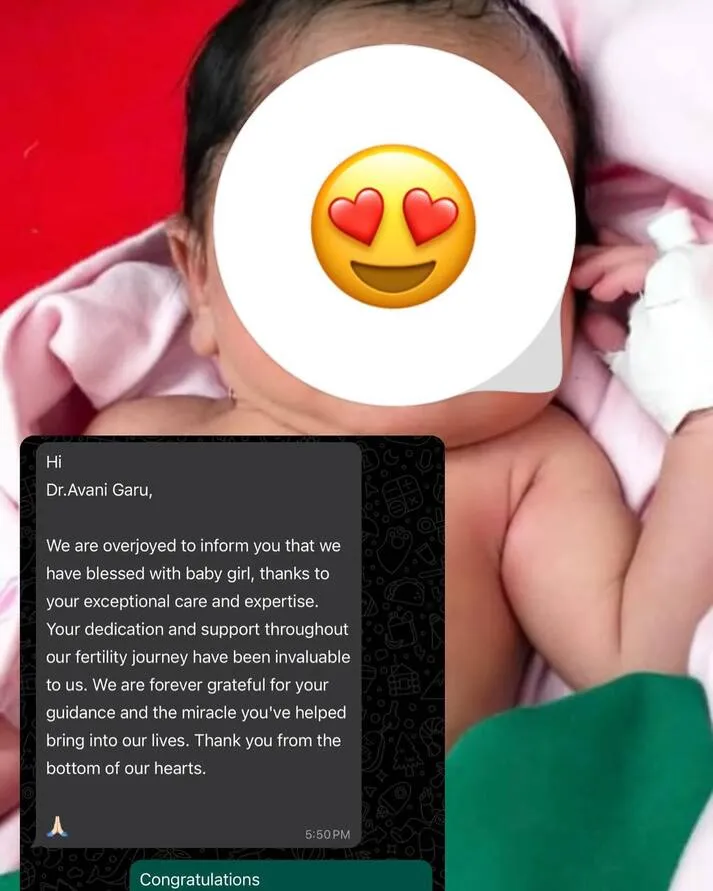 Hi
Dr.Avani Garu,
We are overjoyed to inform you that we
have blessed with baby girl, thanks to
your exceptional care and expertise.
Your dedication and support throughout
our fertility journey have been invaluable
to us. We are forever grateful for your
guidance and the miracle you've helped
bring into our lives. Thank you from the
bottom of our hearts.
🙏🏻
5:50 PM
Congratulations